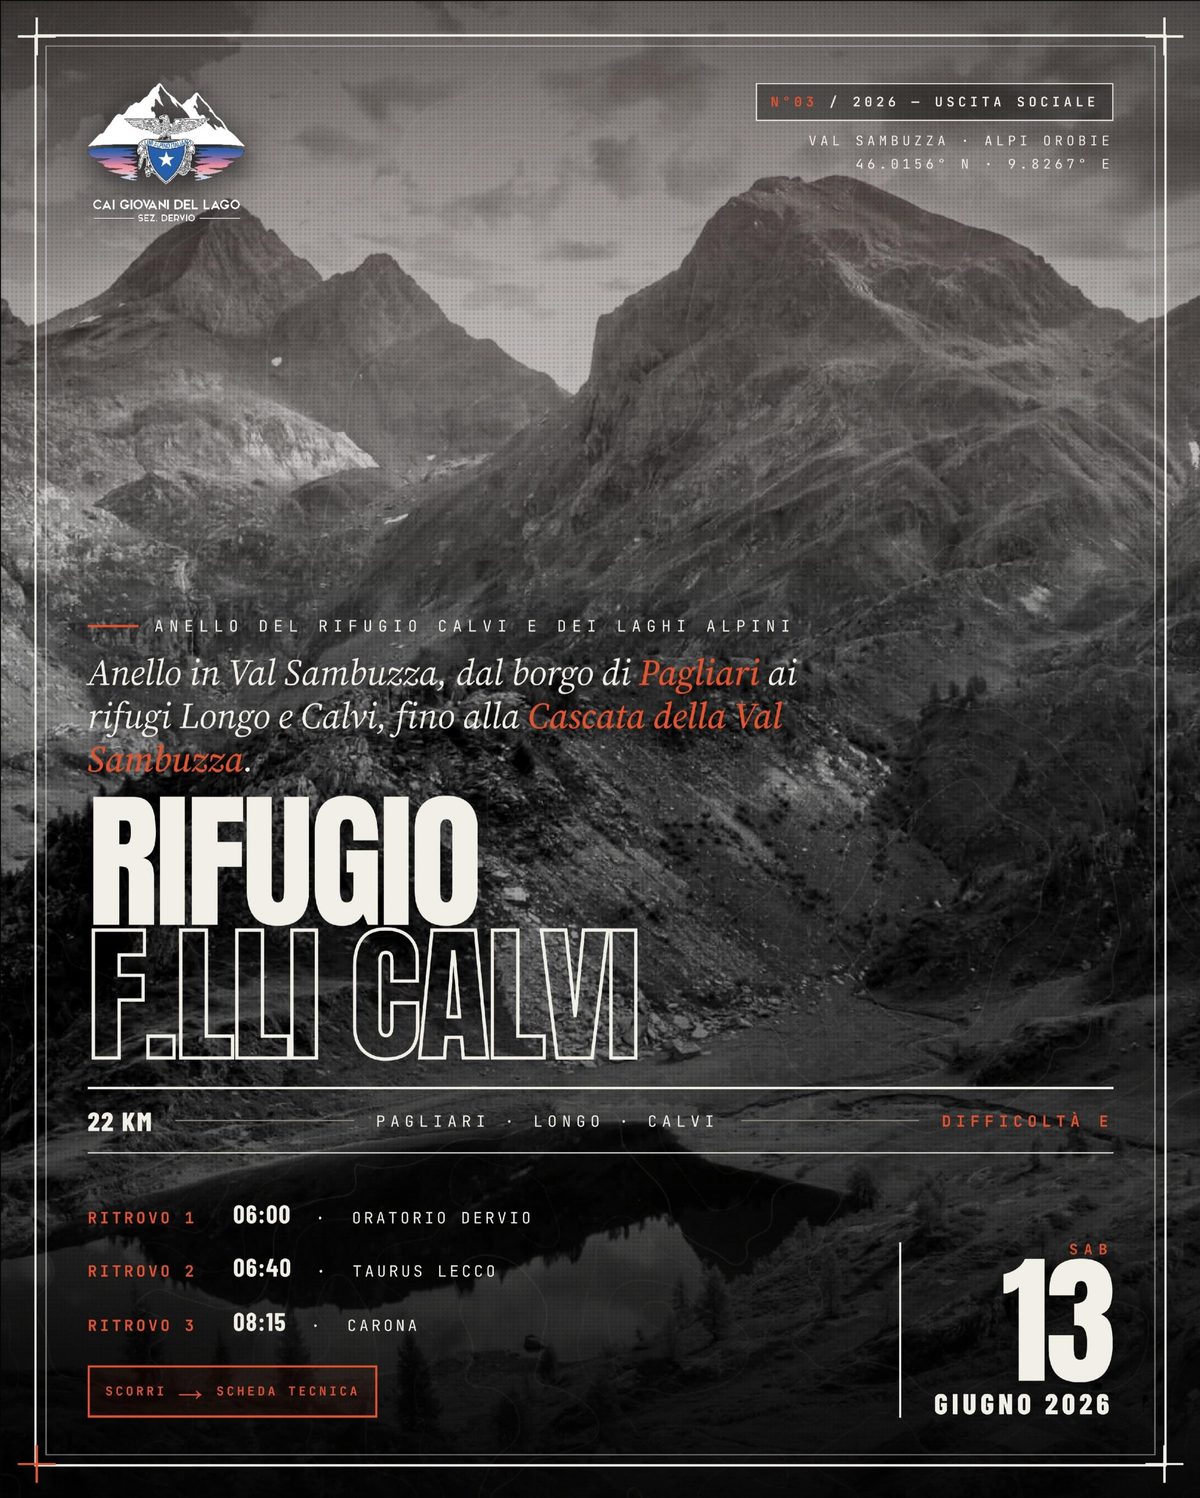 CAI GIOVANI DEL LAGO
SEZ. DERVIO
N°03 / 2026 — USCITA SOCIALE
VAL SAMBUZZA · ALPI OROBIE
46.0156° N · 9.8267° E
ANELLO DEL RIFUGIO CALVI E DEI LAGHI ALPINI
Anello in Val Sambuzza, dal borgo di Pagliari ai
rifugi Longo e Calvi, fino alla Cascata della Val
Sambuzza.
RIFUGIO
F.LLI CALVI
22 KM PAGLIARI · LONGO · CALVI DIFFICOLTÀ E
RITROVO 1 06:00 · ORATORIO DERVIO
RITROVO 2 06:40 · TAURUS LECCO
RITROVO 3 08:15 · CARONA
SCORRI → SCHEDA TECNICA
SAB
13
GIUGNO 2026